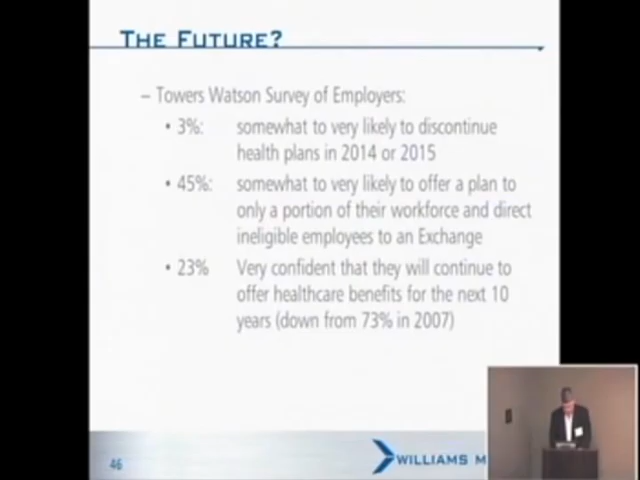 THE FUTURE?
– Towers Watson Survey of Employers:
• 3%: somewhat to very likely to discontinue
health plans in 2014 or 2015
• 45%: somewhat to very likely to offer a plan to
only a portion of their workforce and direct
ineligible employees to an Exchange
• 23% Very confident that they will continue to
offer healthcare benefits for the next 10
years (down from 73% in 2007)
46
WILLIAMS M